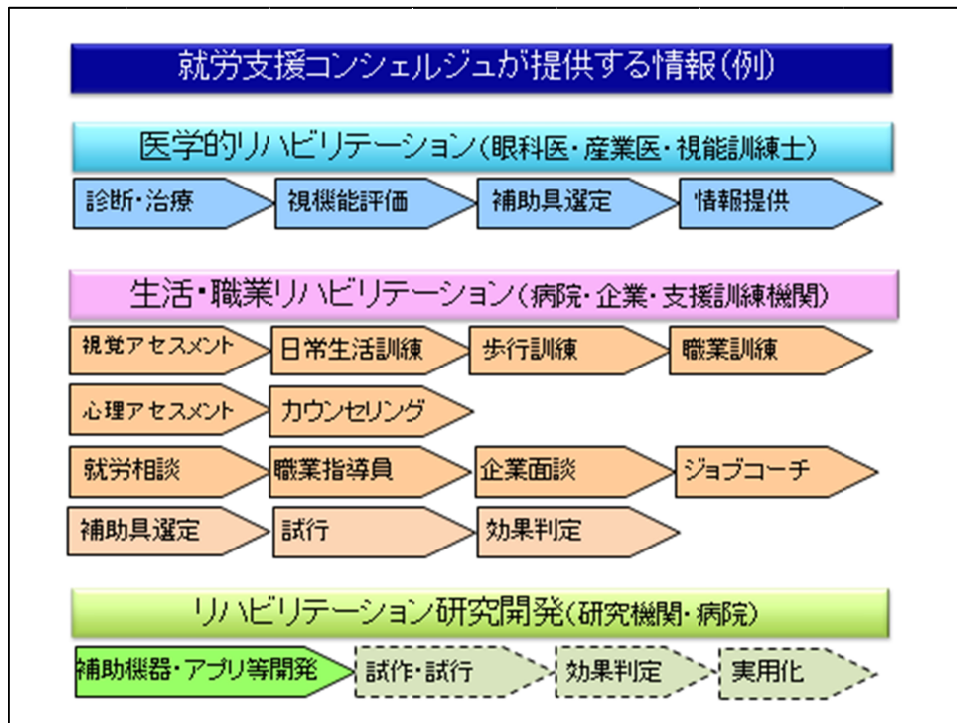 就労支援コンシェルジュが提供する情報(例)
医学的リハビリテーション(眼科医・産業医・視能訓練士)
診断・治療 視機能評価 補助具選定 情報提供
生活・職業リハビリテーション(病院・企業・支援訓練機関)
視覚アセスメント 日常生活訓練 歩行訓練 職業訓練
心理アセスメント カウンセリング
就労相談 職業指導員 企業面談 ジョブコーチ
補助具選定 試行 効果判定
リハビリテーション研究開発(研究機関・病院)
補助機器・アプリ等開発 試作・試行 効果判定 実用化